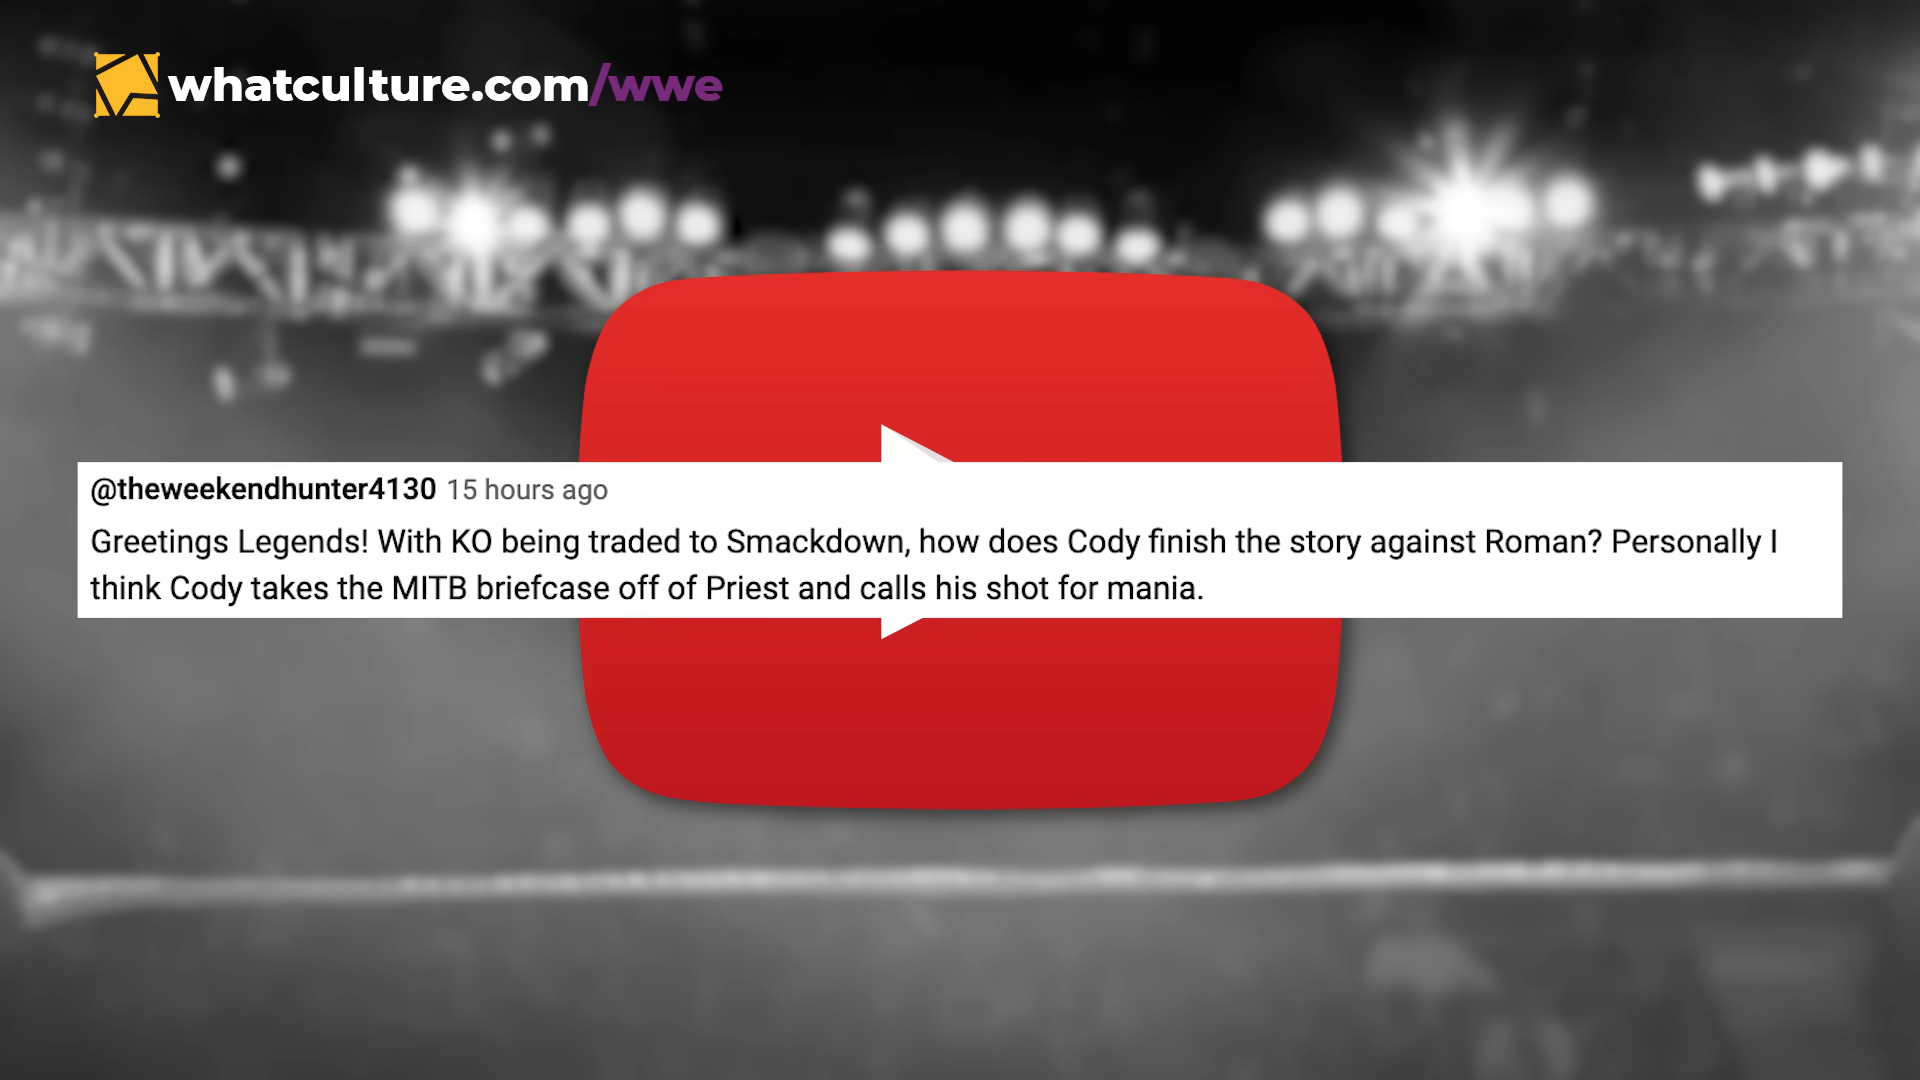 whatculture.com/wwe
@theweekendhunter4130 15 hours ago
Greetings Legends! With KO being traded to Smackdown, how does Cody finish the story against Roman? Personally I
think Cody takes the MITB briefcase off of Priest and calls his shot for mania.